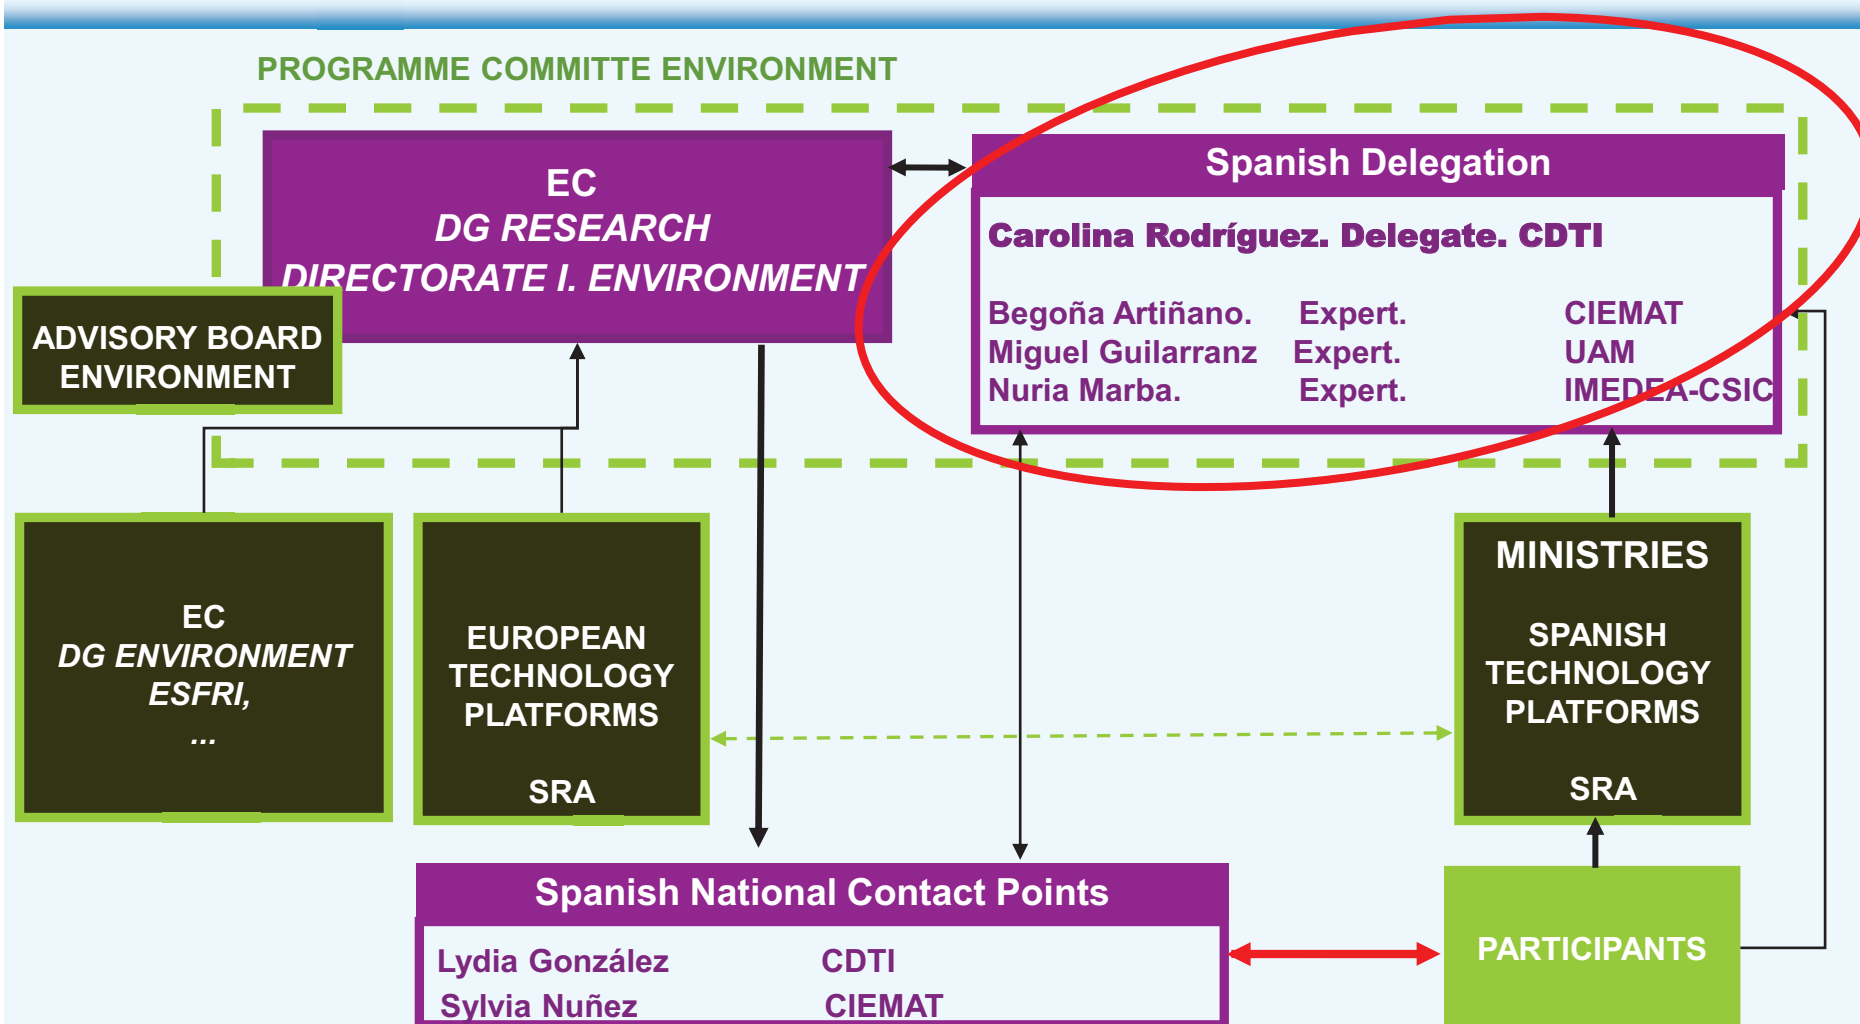 PROGRAMME COMMITTE ENVIRONMENT
EC
DG RESEARCH
DIRECTORATE I. ENVIRONMENT
Spanish Delegation
Carolina Rodríguez. Delegate. CDTI
Begoña Artiñano. Expert. CIEMAT
Miguel Guilarranz Expert. UAM
Nuria Marba. Expert. IMEDEA-CSIC
ADVISORY BOARD
ENVIRONMENT
EC
DG ENVIRONMENT
ESFRI,
...
EUROPEAN
TECHNOLOGY
PLATFORMS
SRA
MINISTRIES
SPANISH
TECHNOLOGY
PLATFORMS
SRA
Spanish National Contact Points
Lydia González CDTI
Sylvia Nuñez CIEMAT
PARTICIPANTS